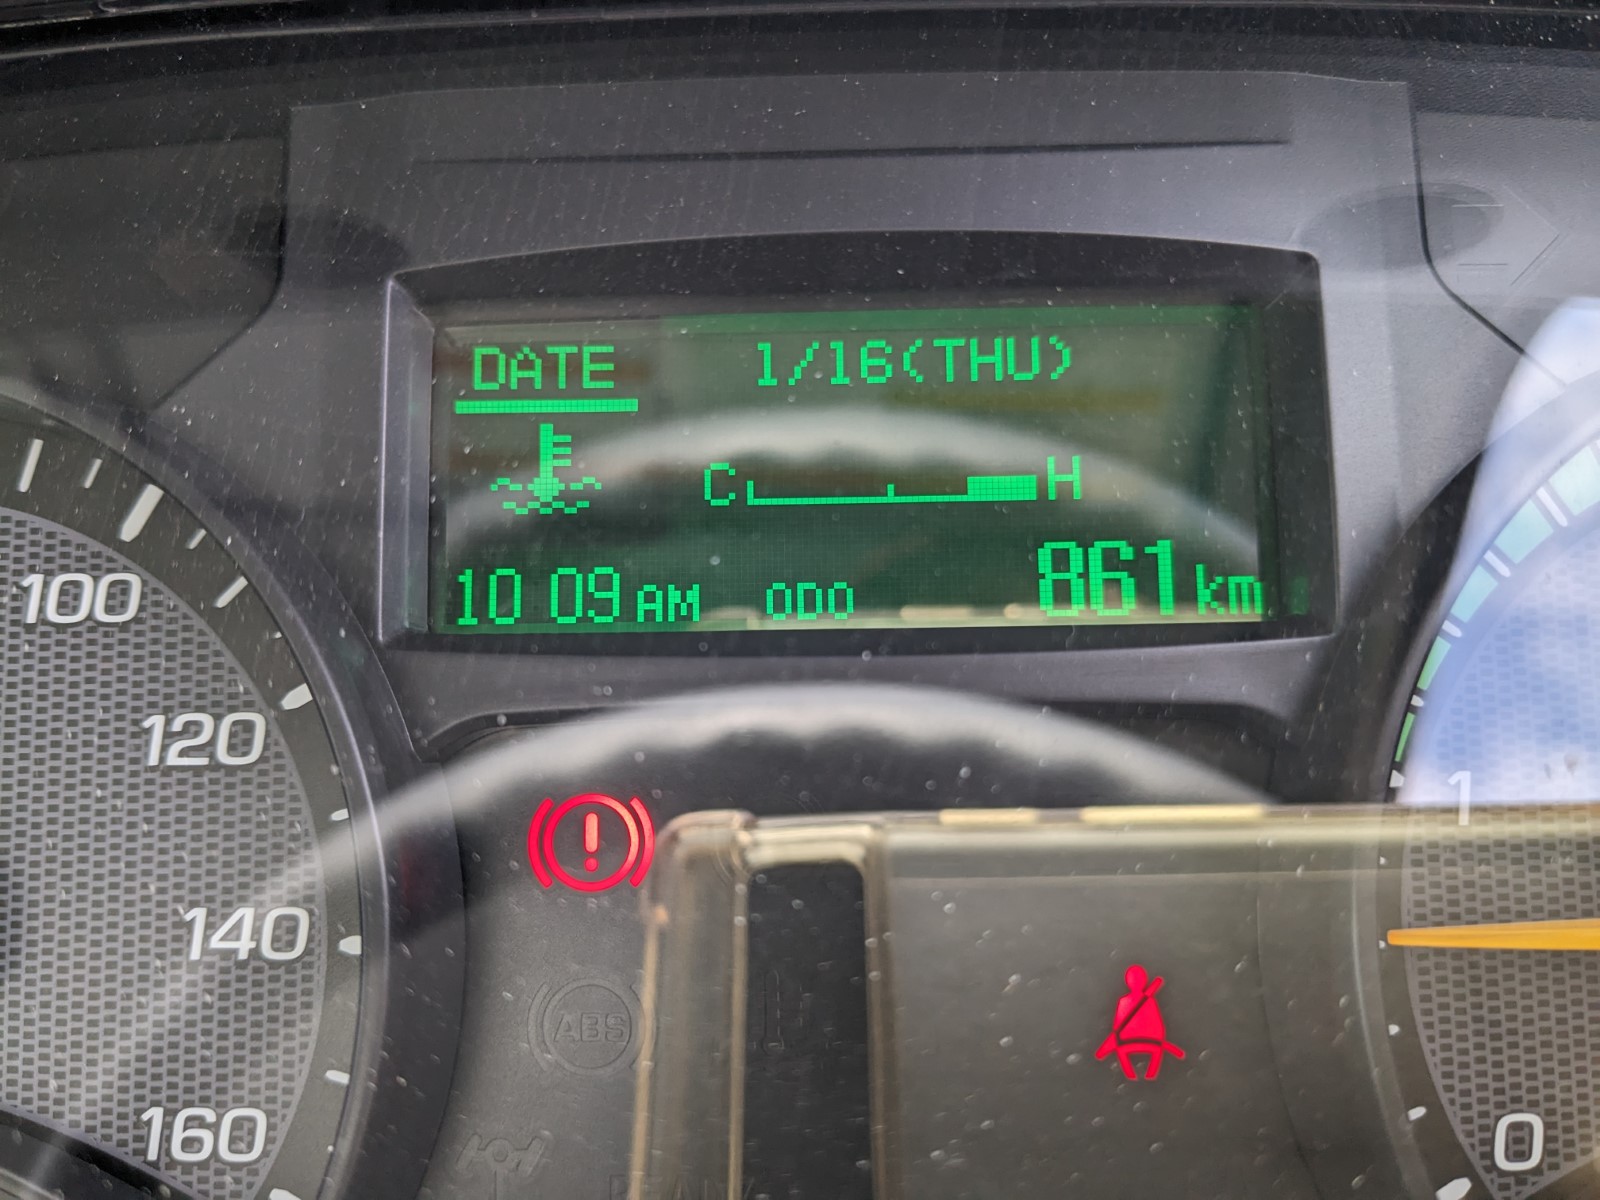 DATE 1/16(THU)
C H
10 09 AM ODO 861 km
100
120
140
160
ABS
1
0